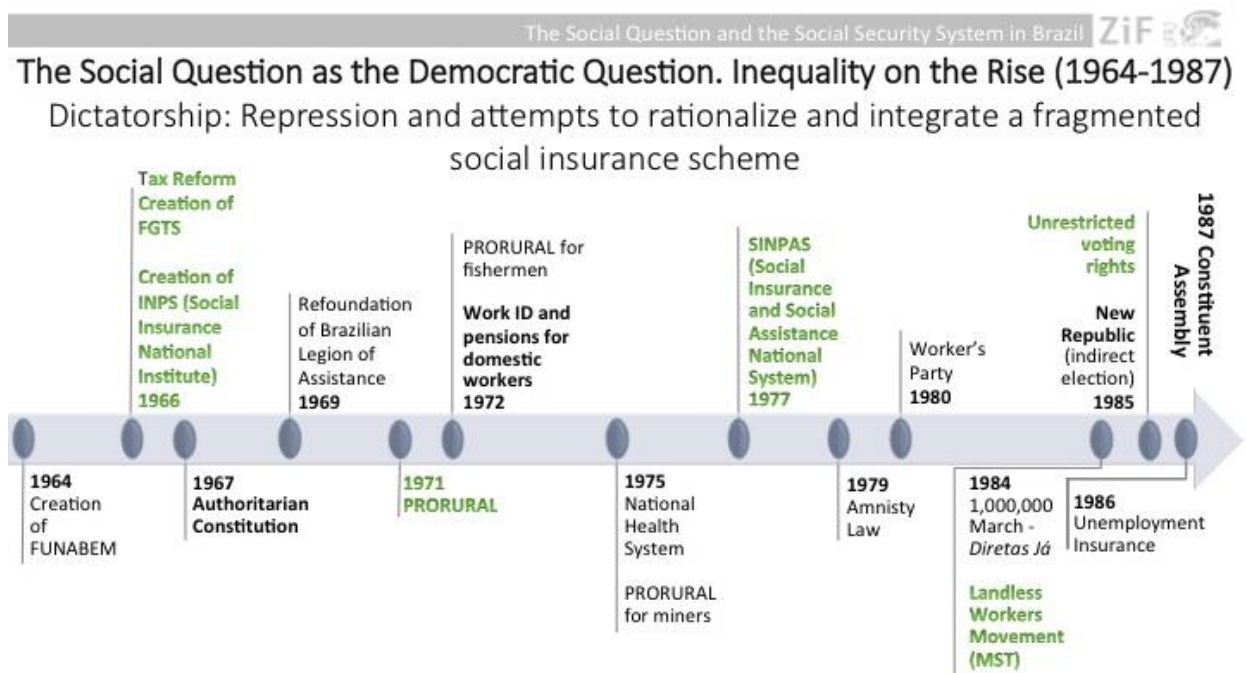 The Social Question and the Social Security System in Brazil
ZiF
The Social Question as the Democratic Question. Inequality on the Rise (1964-1987)
Dictatorship: Repression and attempts to rationalize and integrate a fragmented
social insurance scheme
Tax Reform
Creation of
FGTS
Creation of
INPS (Social
Insurance
National
Institute)
1966
Refoundation
of Brazilian
Legion of
Assistance
1969
PRORURAL for
fishermen
Work ID and
pensions for
domestic
workers
1972
SINPAS
(Social
Insurance
and Social
Assistance
National
System)
1977
Worker's
Party
1980
Unrestricted
voting
rights
New
Republic
(indirect
election)
1985
1987 Constituent
Assembly
1964
Creation
of
FUNABEM
1967
Authoritarian
Constitution
1971
PRORURAL
1975
National
Health
System
PRORURAL
for miners
1979
Amnisty
Law
1984
1,000,000
March -
Diretas Já
Landless
Workers
Movement
(MST)
1986
Unemployment
Insurance